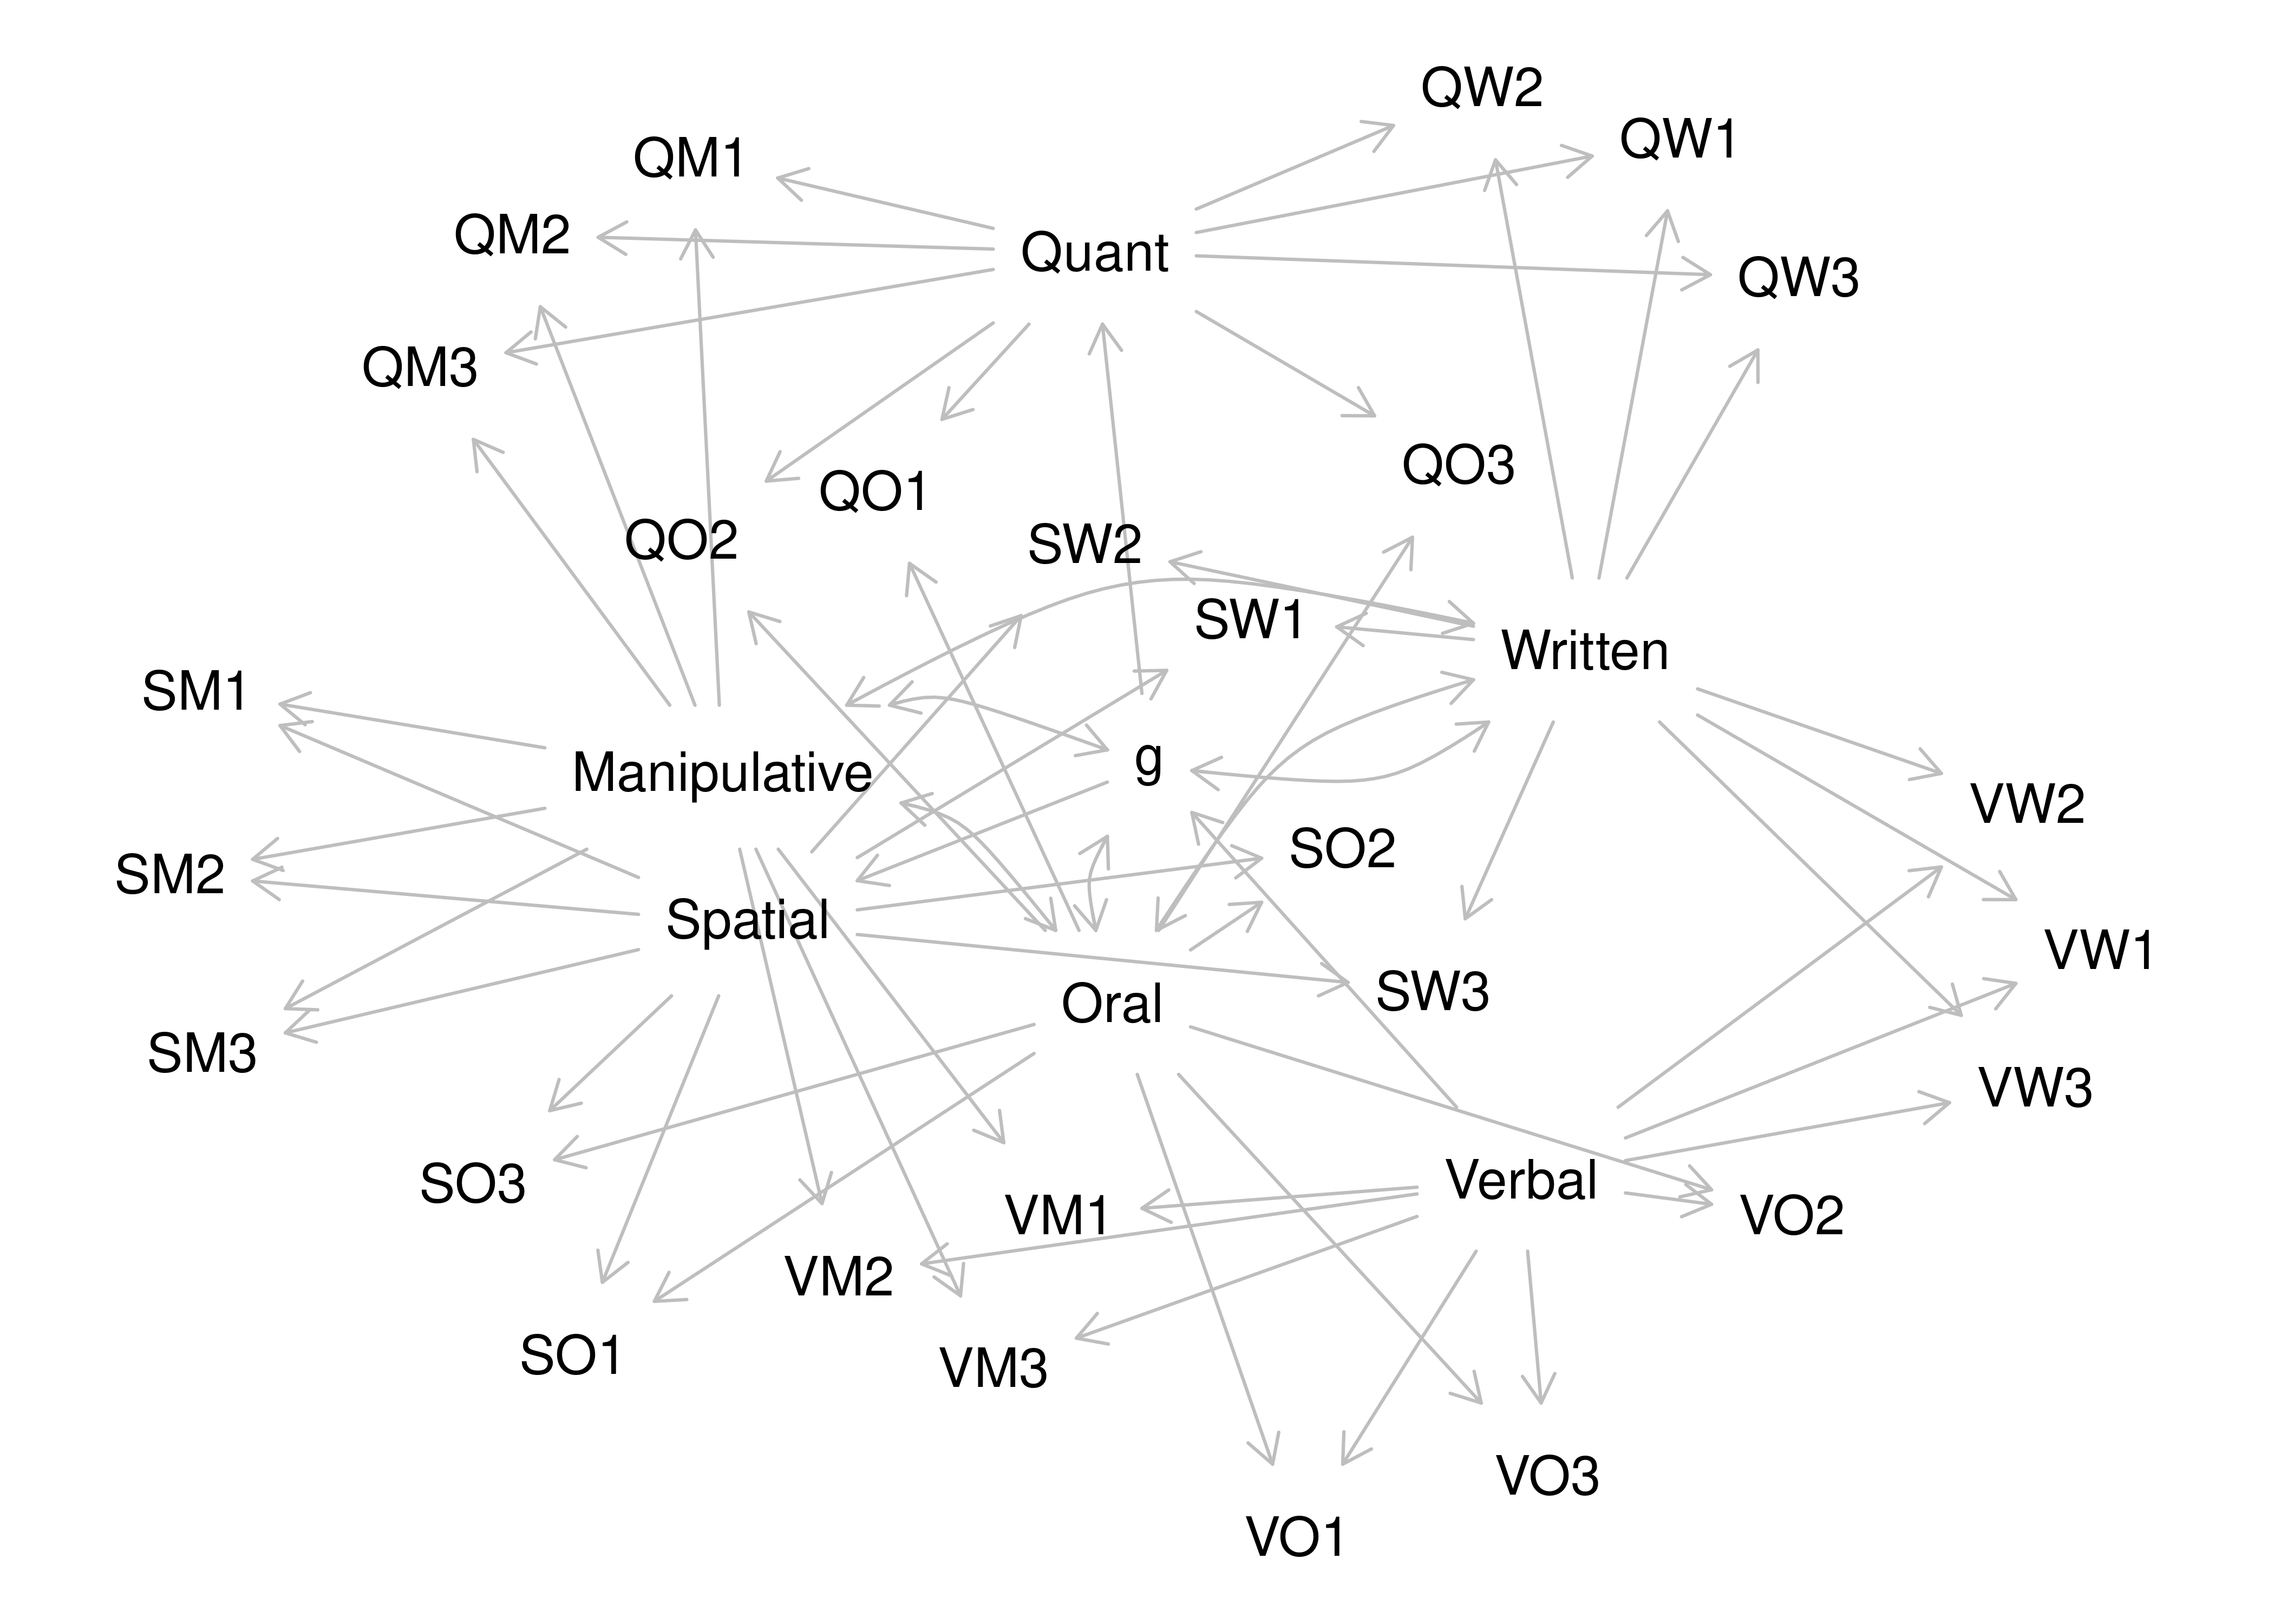 QW2
QW1
QM1
QM2
Quant
QW3
QM3
QO3
QO1
QO2
SW2
SW1
Written
SM1
g
Manipulative
VW2
SO2
SM2
Spatial
VW1
SW3
Oral
SM3
VW3
Verbal
SO3
VM1
VO2
VM2
SO1
VM3
VO3
VO1